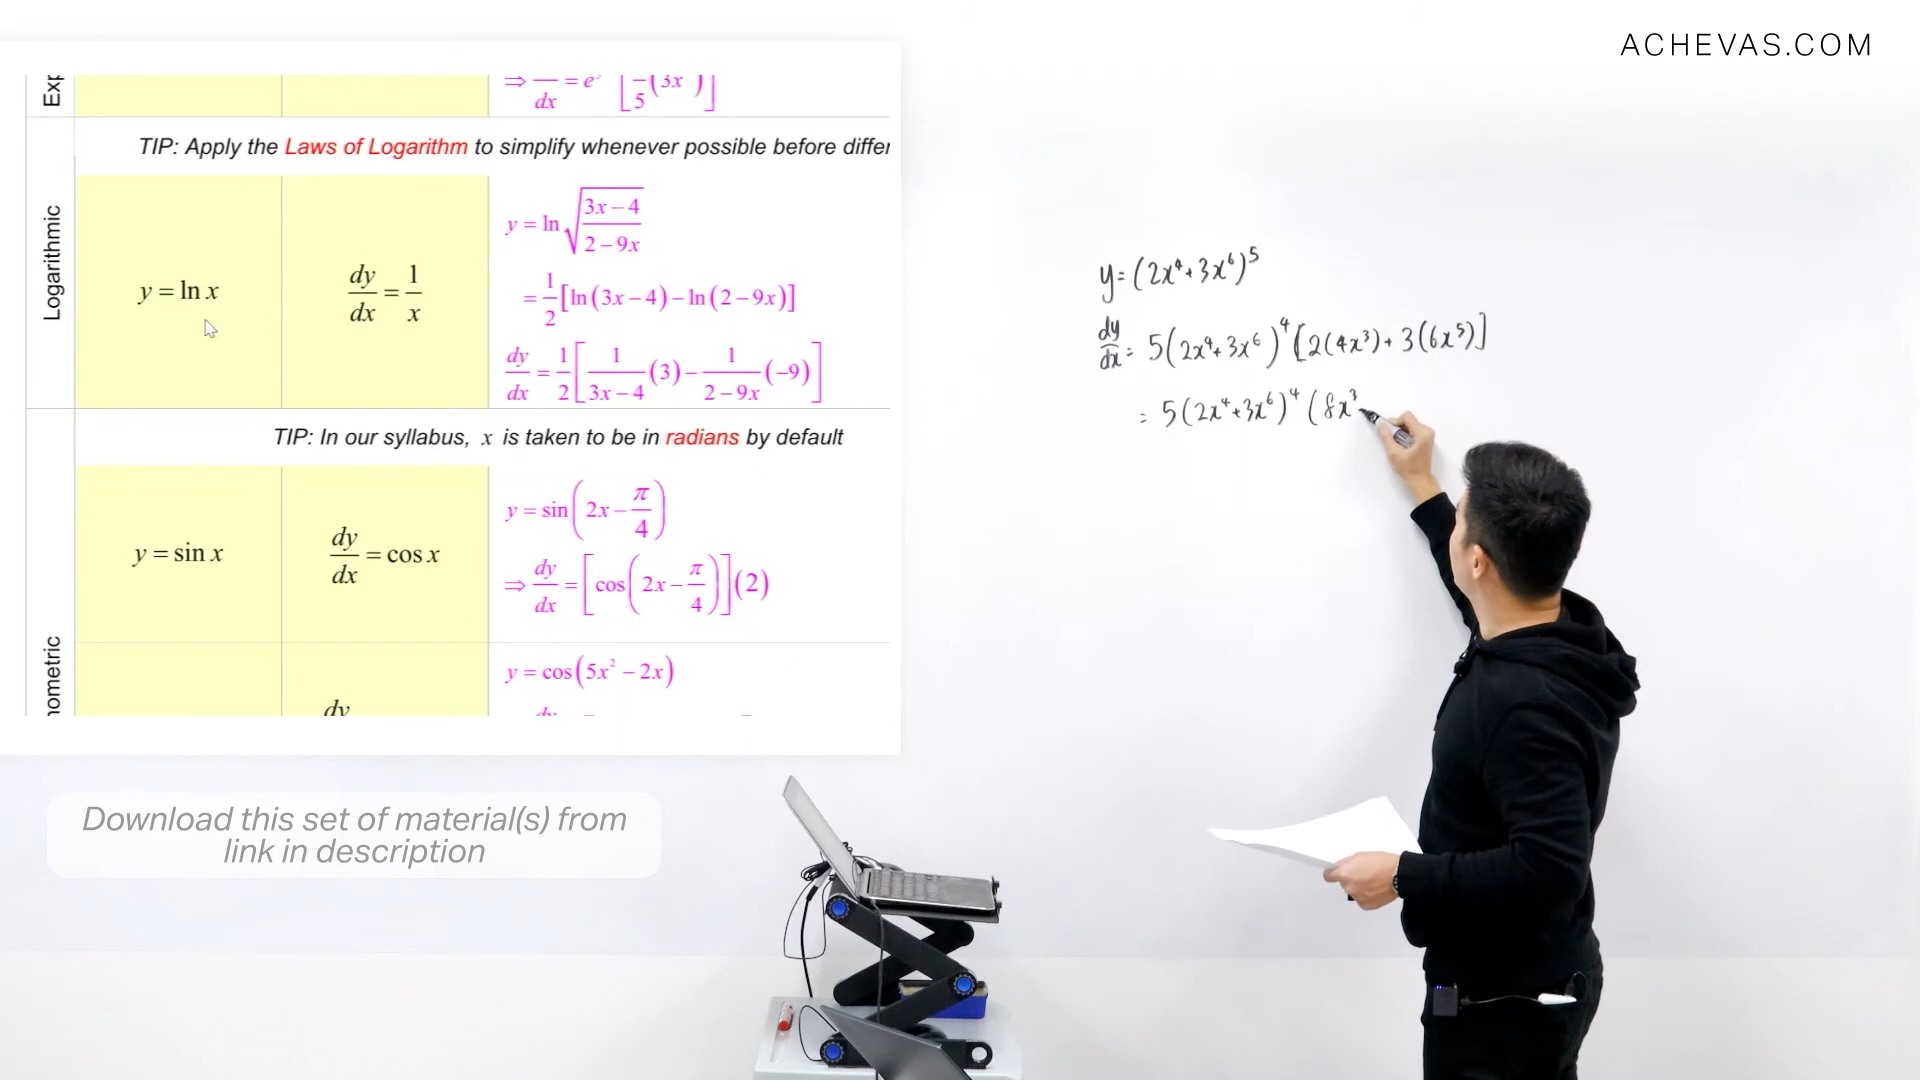 ACHEVAS.COM
Exp
⇒ —/dx = e [—/5 (3x )]
TIP: Apply the Laws of Logarithm to simplify whenever possible before differ
Logarithmic
y = ln x
dy/dx = 1/x
y = ln √((3x − 4)/(2 − 9x))
= 1/2 [ln(3x − 4) − ln(2 − 9x)]
dy/dx = 1/2 [1/(3x − 4) (3) − 1/(2 − 9x) (−9)]
TIP: In our syllabus, x is taken to be in radians by default
nometric
y = sin x
dy/dx = cos x
y = sin(2x − π/4)
⇒ dy/dx = [cos(2x − π/4)](2)
dy
y = cos(5x² − 2x)
Download this set of material(s) from
link in description
y = (2x⁴ + 3x⁶)⁵
dy/dx = 5(2x⁴ + 3x⁶)⁴ [2(4x³) + 3(6x⁵)]
= 5(2x⁴ + 3x⁶)⁴ (8x³